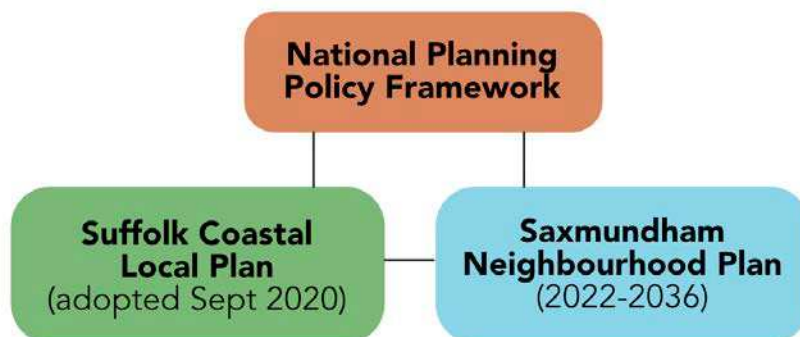 National Planning
Policy Framework
Suffolk Coastal
Local Plan
(adopted Sept 2020)
Saxmundham
Neighbourhood Plan
(2022-2036)